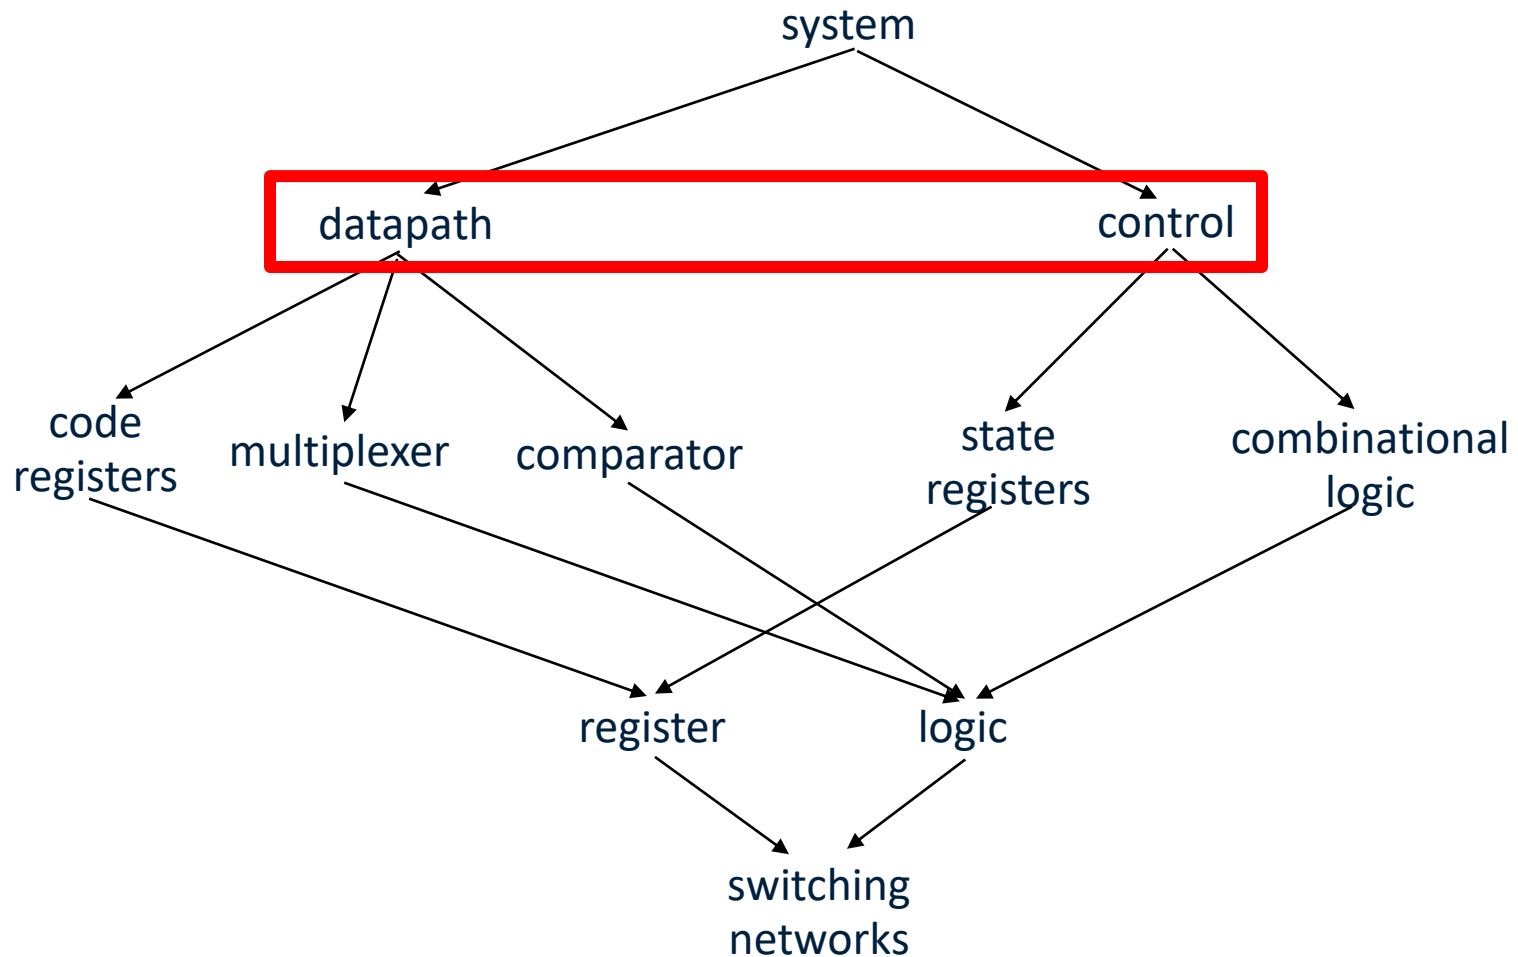 system
datapath
control
code
registers
multiplexer
comparator
state
registers
combinational
logic
register
logic
switching
networks